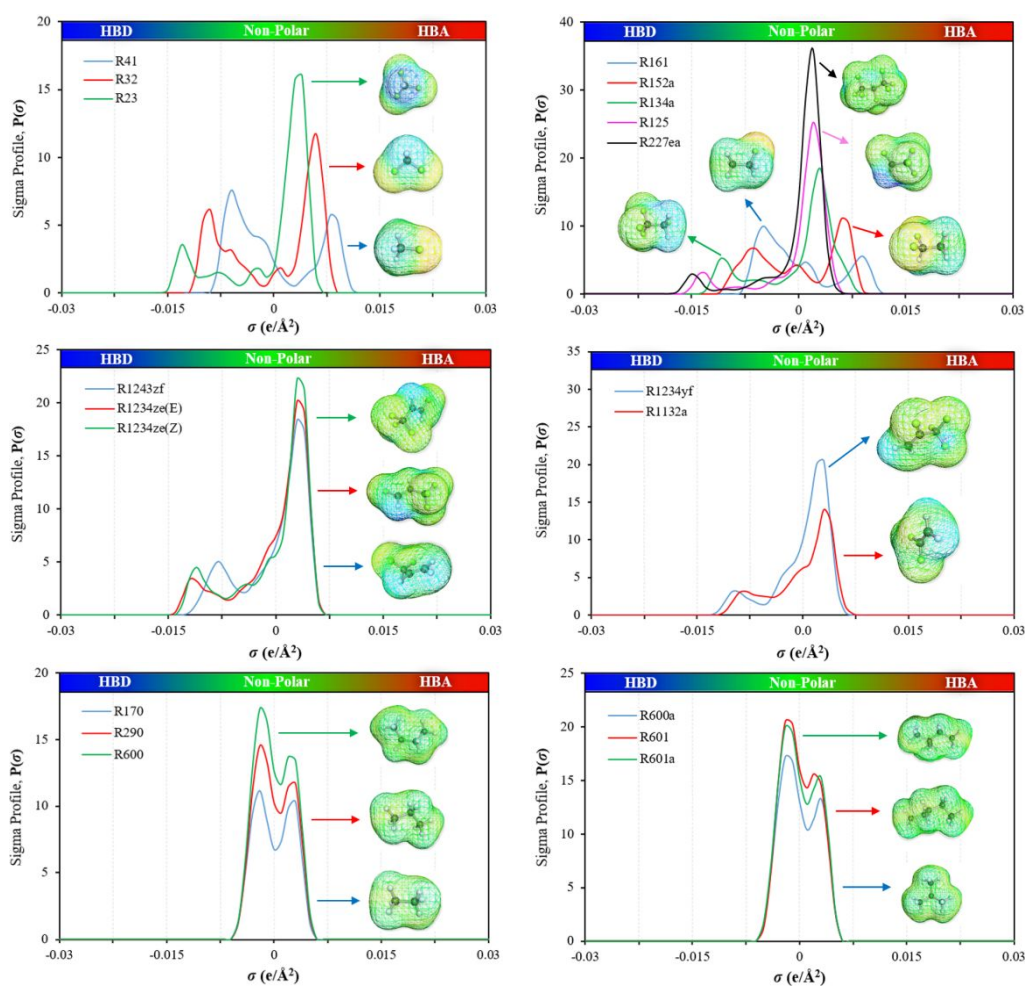 20
HBD Non-Polar HBA
R41
R32
R23
15
10
5
0
-0.03 -0.015 0 0.015 0.03
Sigma Profile, P(σ)
σ (e/Å²)
40
HBD Non-Polar HBA
R161
R152a
R134a
R125
R227ea
30
20
10
0
-0.03 -0.015 0.0 0.015 0.03
Sigma Profile, P(σ)
σ (e/Å²)
25
HBD Non-Polar HBA
R1243zf
R1234ze(E)
R1234ze(Z)
20
15
10
5
0
-0.03 -0.015 0 0.015 0.03
Sigma Profile, P(σ)
σ (e/Å²)
35
HBD Non-Polar HBA
R1234yf
R1132a
30
25
20
15
10
5
0
-0.03 -0.015 0.0 0.015 0.03
Sigma Profile, P(σ)
σ (e/Å²)
20
HBD Non-Polar HBA
R170
R290
R600
15
10
5
0
-0.03 -0.015 0 0.015 0.03
Sigma Profile, P(σ)
σ (e/Å²)
25
HBD Non-Polar HBA
R600a
R601
R601a
20
15
10
5
0
-0.03 -0.015 0 0.015 0.03
Sigma Profile, P(σ)
σ (e/Å²)